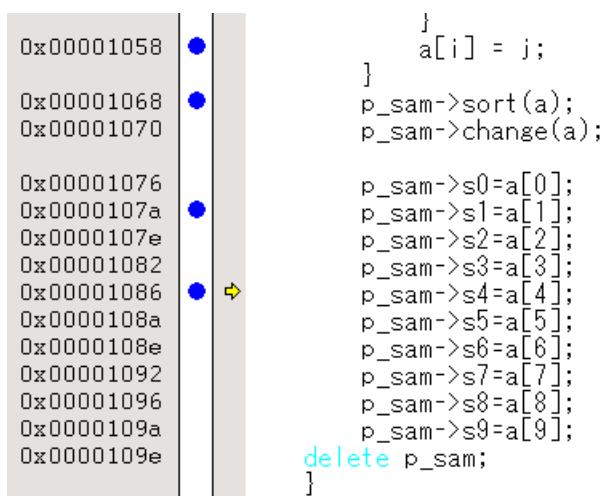 }
0x00001058 a[i] = j;
}
0x00001068 p_sam->sort(a);
0x00001070 p_sam->change(a);
0x00001076 p_sam->s0=a[0];
0x0000107a p_sam->s1=a[1];
0x0000107e p_sam->s2=a[2];
0x00001082 p_sam->s3=a[3];
0x00001086 p_sam->s4=a[4];
0x0000108a p_sam->s5=a[5];
0x0000108e p_sam->s6=a[6];
0x00001092 p_sam->s7=a[7];
0x00001096 p_sam->s8=a[8];
0x0000109a p_sam->s9=a[9];
0x0000109e delete p_sam;
}